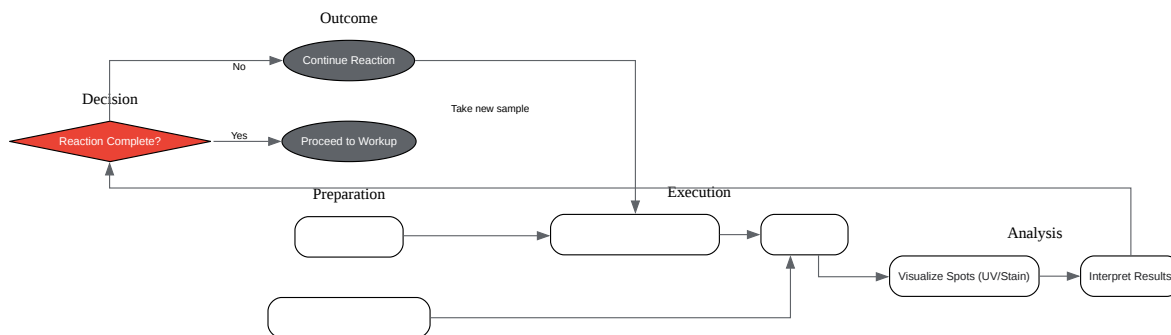 Outcome
Continue Reaction
No
Decision
Take new sample
Reaction Complete?
Yes
Proceed to Workup
Preparation
Execution
Analysis
Visualize Spots (UV/Stain)
Interpret Results